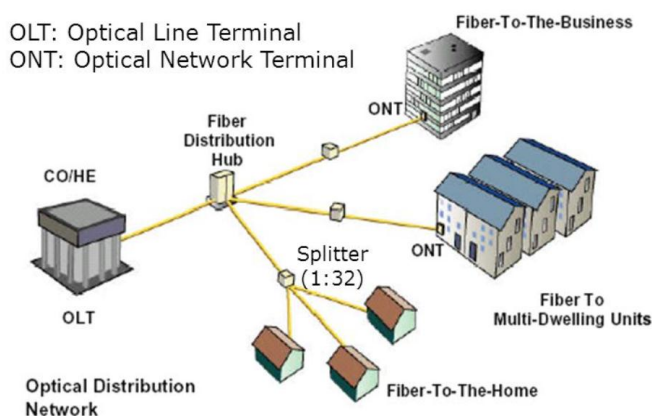 OLT: Optical Line Terminal
ONT: Optical Network Terminal
Fiber-To-The-Business
ONT
Fiber
Distribution
Hub
CO/HE
OLT
Splitter
(1:32)
ONT
Fiber To
Multi-Dwelling Units
Fiber-To-The-Home
Optical Distribution
Network